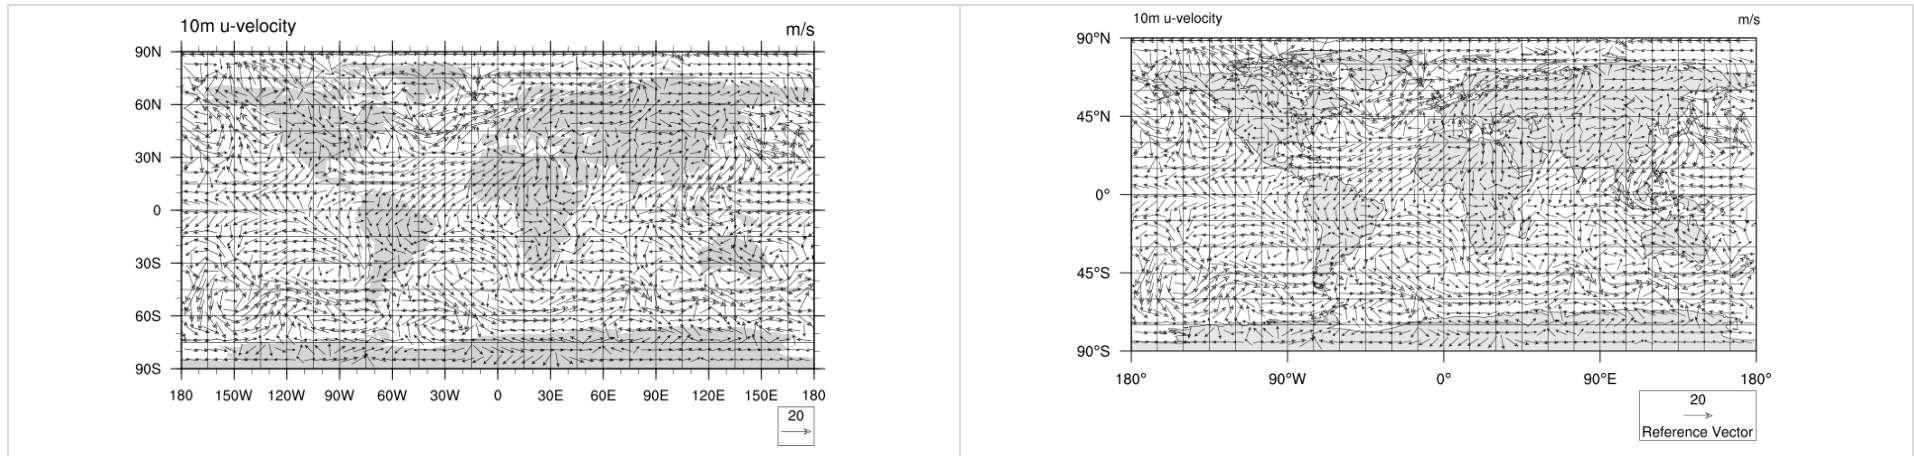 10m u-velocity
m/s
90N
60N
30N
0
30S
60S
90S
180 150W 120W 90W 60W 30W 0 30E 60E 90E 120E 150E 180
20
10m u-velocity
m/s
90°N
45°N
0°
45°S
90°S
180° 90°W 0° 90°E 180°
20
Reference Vector